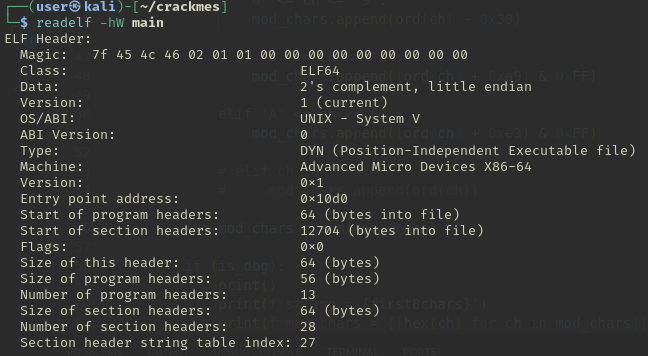 ┌──(user㉿kali)-[~/crackmes]
└─$ readelf -hW main
ELF Header:
  Magic:   7f 45 4c 46 02 01 01 00 00 00 00 00 00 00 00 00
  Class:                             ELF64
  Data:                              2's complement, little endian
  Version:                           1 (current)
  OS/ABI:                            UNIX - System V
  ABI Version:                       0
  Type:                              DYN (Position-Independent Executable file)
  Machine:                           Advanced Micro Devices X86-64
  Version:                           0×1
  Entry point address:               0×10d0
  Start of program headers:          64 (bytes into file)
  Start of section headers:          12704 (bytes into file)
  Flags:                             0×0
  Size of this header:               64 (bytes)
  Size of program headers:           56 (bytes)
  Number of program headers:         13
  Size of section headers:           64 (bytes)
  Number of section headers:         28
  Section header string table index: 27